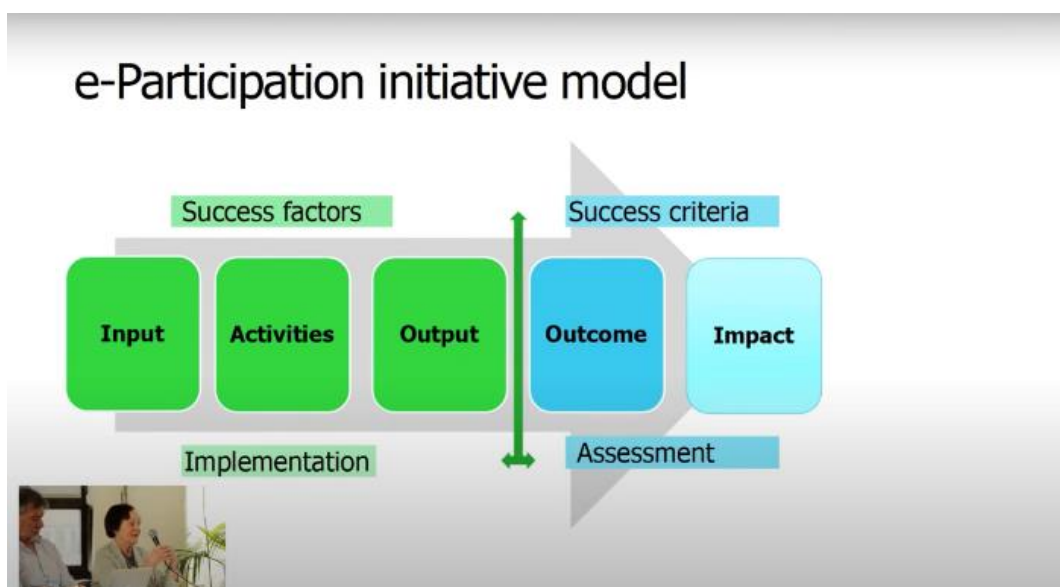 e-Participation initiative model
Success factors
Success criteria
Input
Activities
Output
Outcome
Impact
Implementation
Assessment